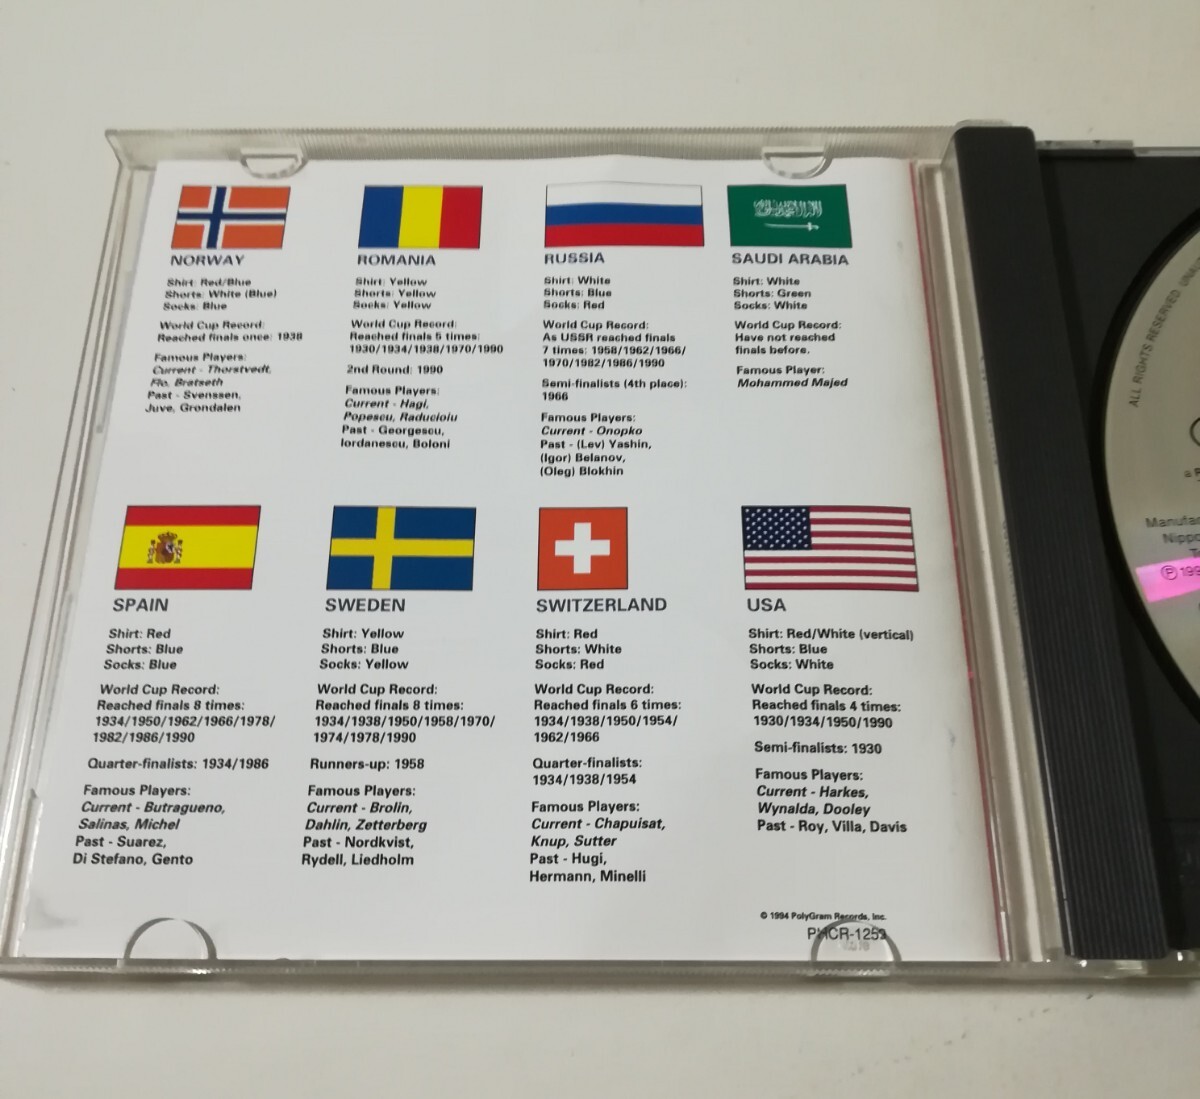 NORWAY
Shirt: Red/Blue
Shorts: White (Blue)
Socks: Blue
World Cup Record:
Reached finals once: 1938
Famous Players:
Current - Thorstvedt,
Flo, Bratseth
Past - Svenssen,
Juve, Grondalen
ROMANIA
Shirt: Yellow
Shorts: Yellow
Socks: Yellow
World Cup Record:
Reached finals 5 times:
1930/1934/1938/1970/1990
2nd Round: 1990
Famous Players:
Current - Hagi,
Popescu, Raducioiu
Past - Georgescu,
Iordanescu, Boloni
RUSSIA
Shirt: White
Shorts: Blue
Socks: Red
World Cup Record:
As USSR reached finals
7 times: 1958/1962/1966/
1970/1982/1986/1990
Semi-finalists (4th place):
1966
Famous Players:
Current - Onopko
Past - (Lev) Yashin,
(Igor) Belanov,
(Oleg) Blokhin
SAUDI ARABIA
Shirt: White
Shorts: Green
Socks: White
World Cup Record:
Have not reached
finals before.
Famous Player:
Mohammed Majed
SPAIN
Shirt: Red
Shorts: Blue
Socks: Blue
World Cup Record:
Reached finals 8 times:
1934/1950/1962/1966/1978/
1982/1986/1990
Quarter-finalists: 1934/1986
Famous Players:
Current - Butragueno,
Salinas, Michel
Past - Suarez,
Di Stefano, Gento
SWEDEN
Shirt: Yellow
Shorts: Blue
Socks: Yellow
World Cup Record:
Reached finals 8 times:
1934/1938/1950/1958/1970/
1974/1978/1990
Runners-up: 1958
Famous Players:
Current - Brolin,
Dahlin, Zetterberg
Past - Nordkvist,
Rydell, Liedholm
SWITZERLAND
Shirt: Red
Shorts: White
Socks: Red
World Cup Record:
Reached finals 6 times:
1934/1938/1950/1954/
1962/1966
Quarter-finalists:
1934/1938/1954
Famous Players:
Current - Chapuisat,
Knup, Sutter
Past - Hugi,
Hermann, Minelli
USA
Shirt: Red/White (vertical)
Shorts: Blue
Socks: White
World Cup Record:
Reached finals 4 times:
1930/1934/1950/1990
Semi-finalists: 1930
Famous Players:
Current - Harkes,
Wynalda, Dooley
Past - Roy, Villa, Davis
© 1994 PolyGram Records, Inc.
PHCR-1259
ALL RIGHTS RESERVED
Manufac
Nippo
℗ 199